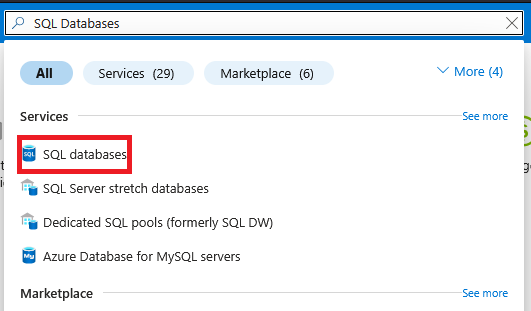 SQL Databases
All Services (29) Marketplace (6) More (4)
Services See more
SQL databases
SQL Server stretch databases
Dedicated SQL pools (formerly SQL DW)
Azure Database for MySQL servers
Marketplace See more